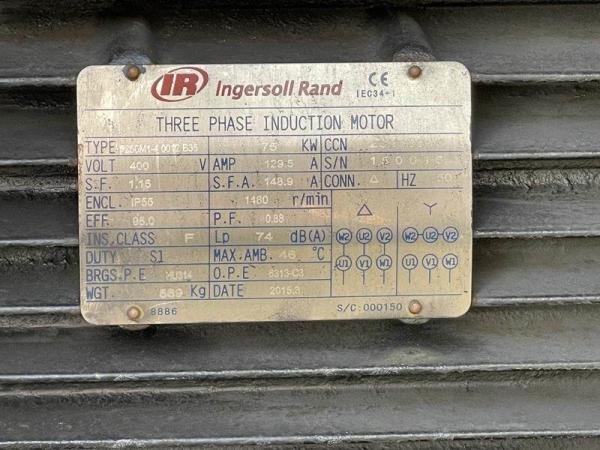 IR Ingersoll Rand CE
IEC34-1
THREE PHASE INDUCTION MOTOR
TYPE 75 KW CCN
VOLT 400 V AMP 129.5 A S/N
S.F. 1.15 S.F.A. 148.9 A CONN. △ HZ 50
ENCL. IP55 1480 r/min
EFF. P.F. 0.88 △ Y
INS.CLASS F Lp 74 dB(A) W2 U2 V2 W2 U2 V2
DUTY S1 MAX.AMB. 46 °C U1 V1 W1 U1 V1 W1
BRGS.P.E NU314 O.P.E 6313-C3
WGT. Kg DATE 2015.3
8886 S/C:000150